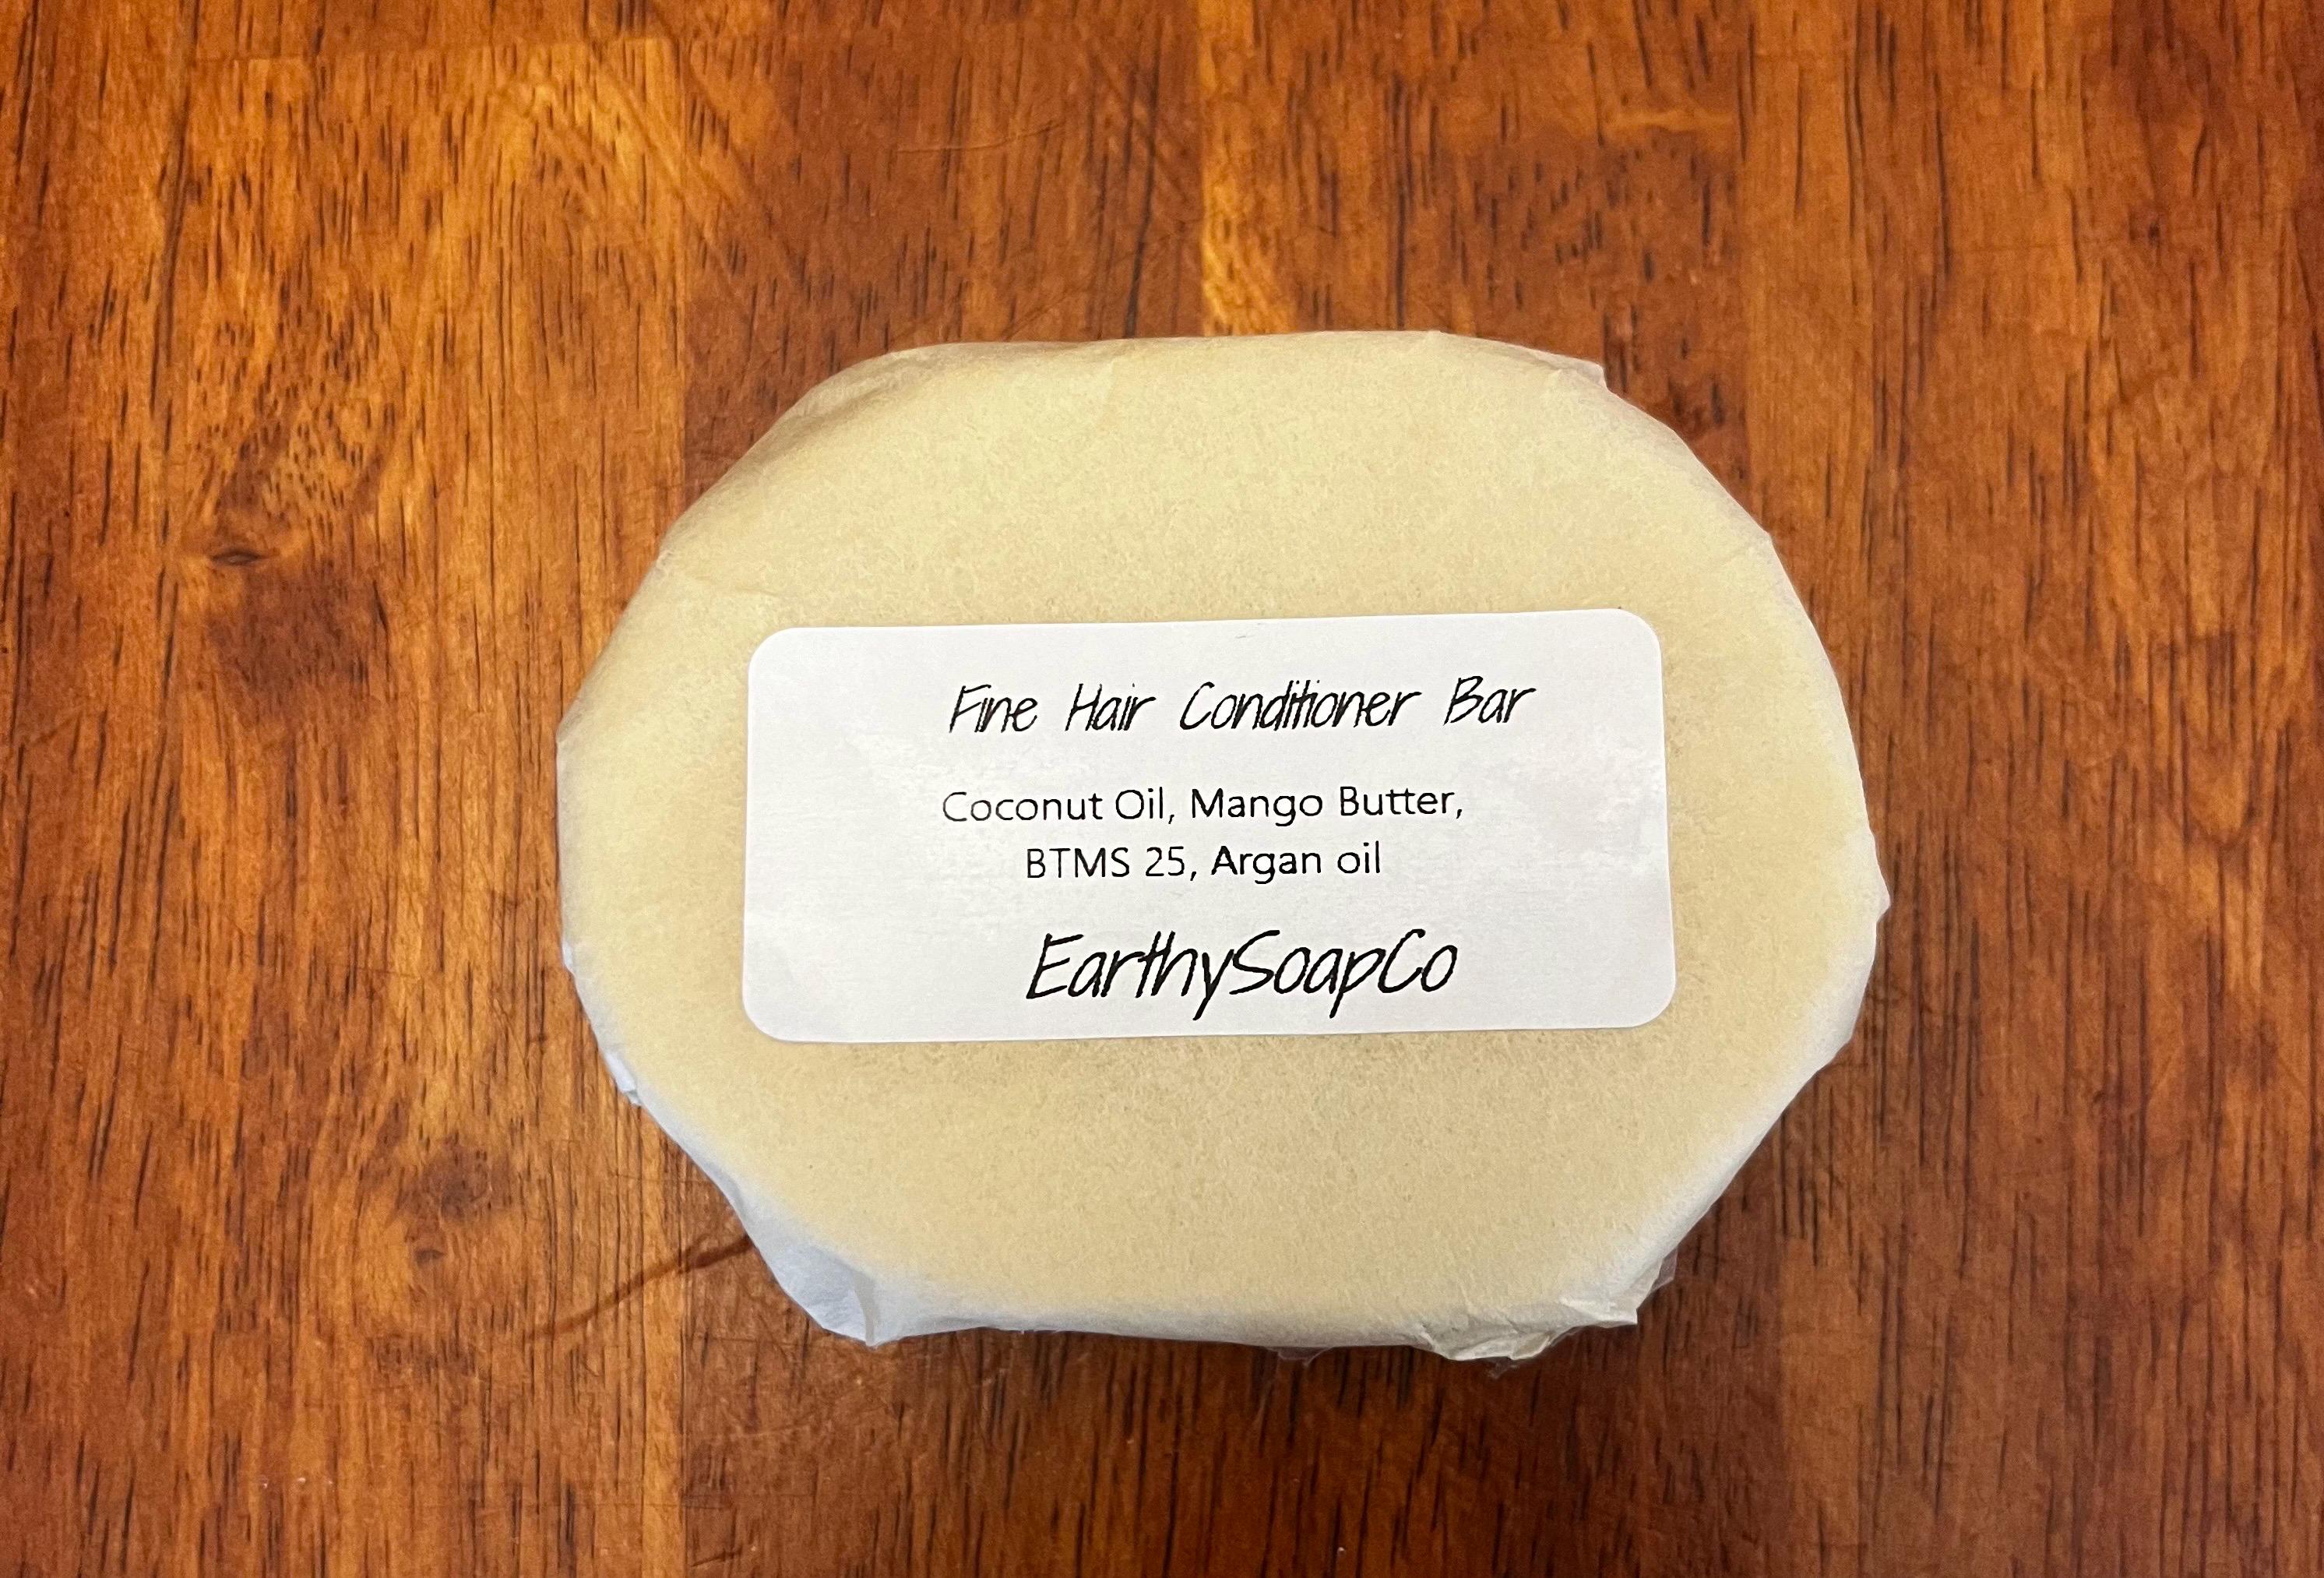 Fine Hair Conditioner Bar
Coconut Oil, Mango Butter,
BTMS 25, Argan oil
EarthySoapCo